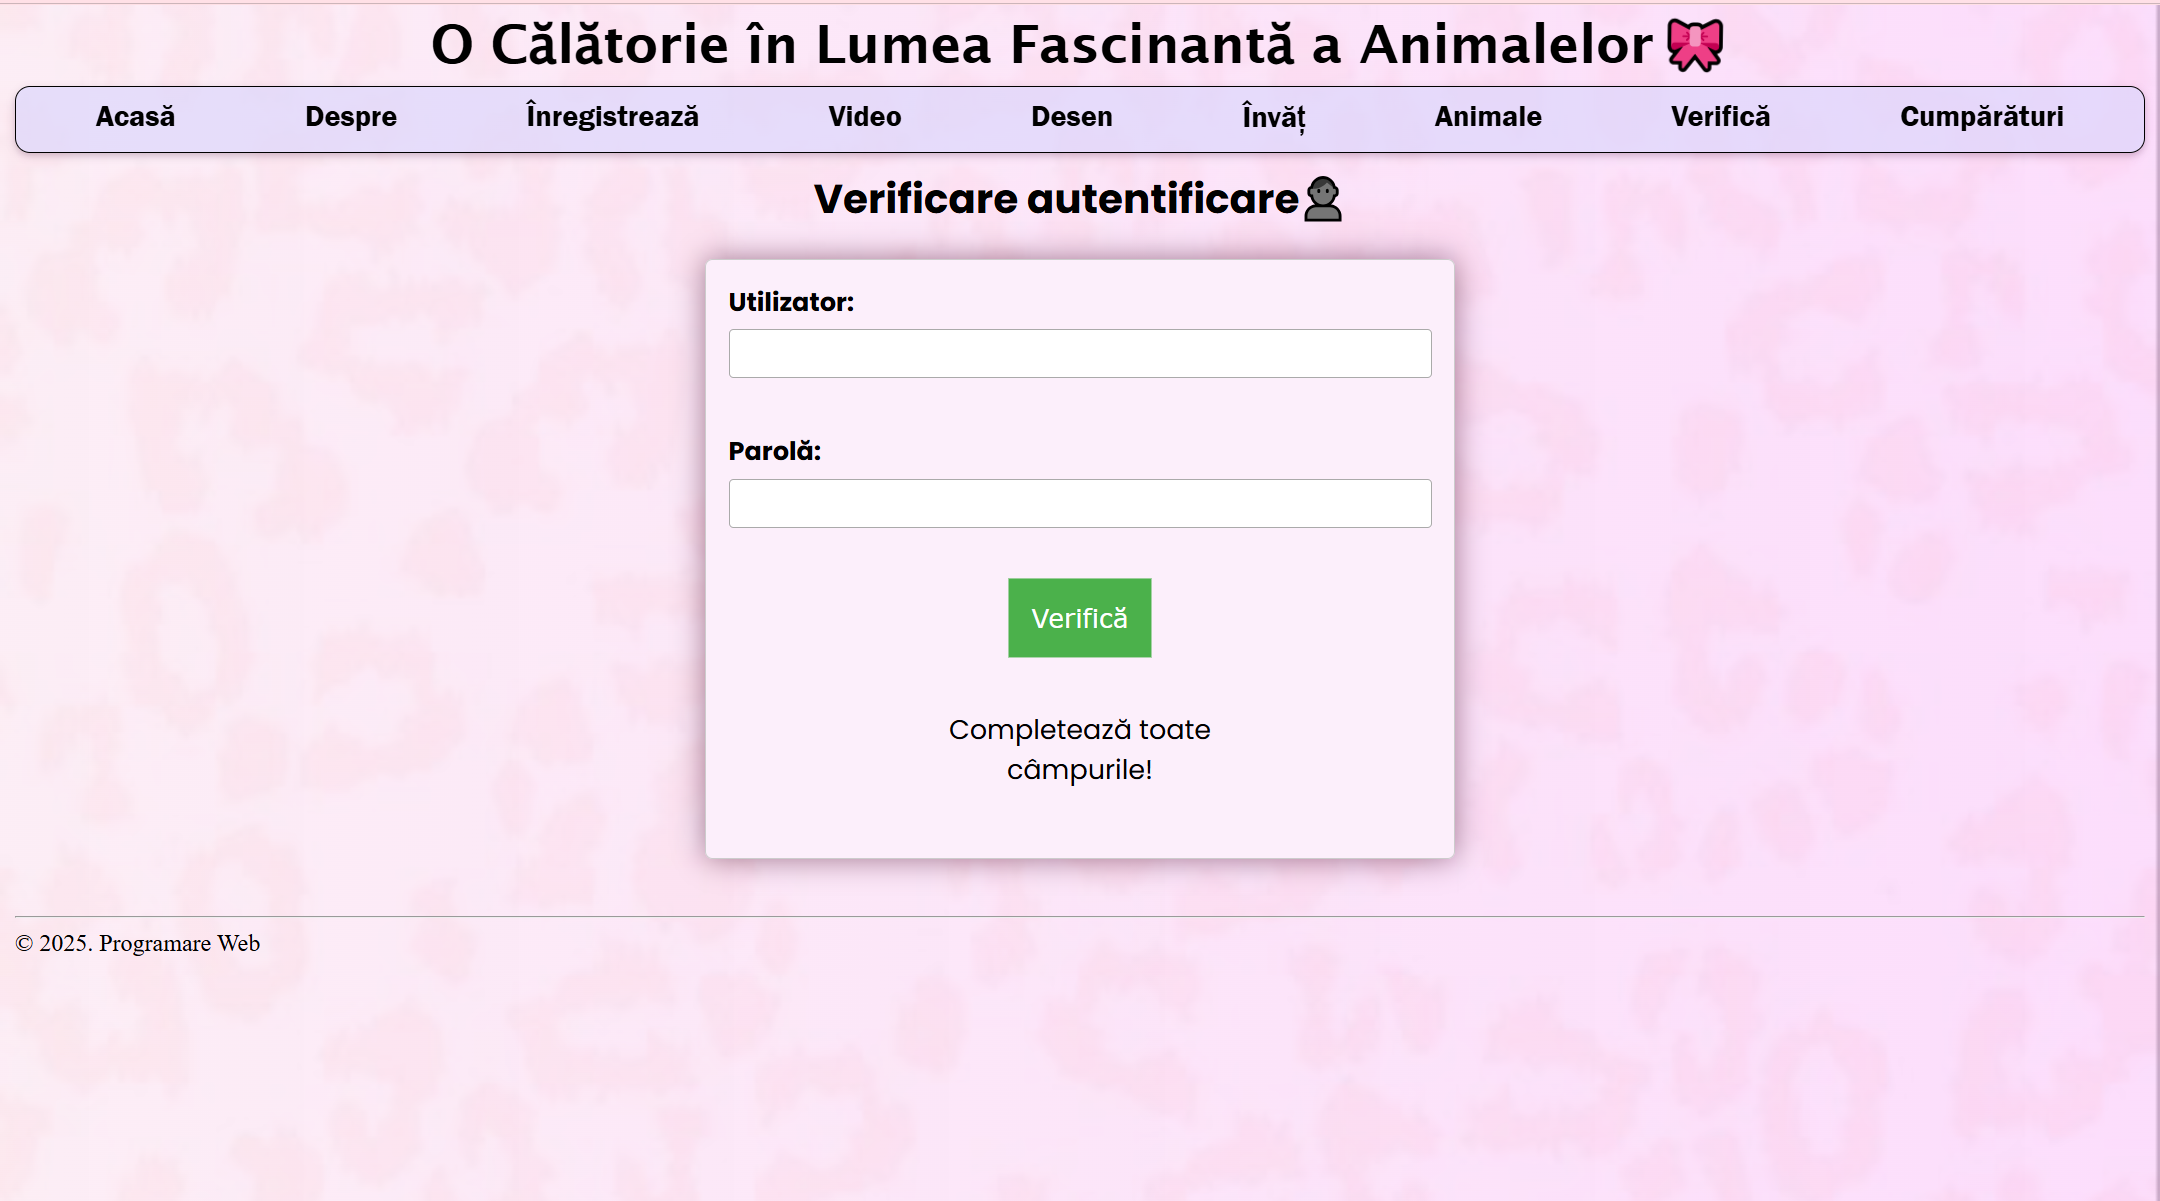 O Călătorie în Lumea Fascinantă a Animalelor
Acasă Despre Înregistrează Video Desen Învăț Animale Verifică Cumpărături
Verificare autentificare
Utilizator:
Parolă:
Verifică
Completează toate
câmpurile!
© 2025. Programare Web